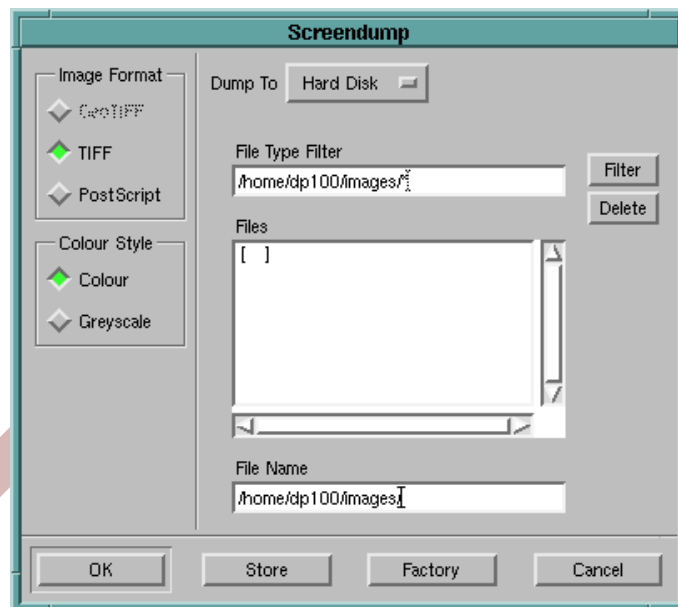 Screendump
Image Format
GeoTIFF
TIFF
PostScript
Colour Style
Colour
Greyscale
Dump To Hard Disk
File Type Filter
/home/dp100/images/*
Filter
Delete
Files
[ ]
File Name
/home/dp100/images/
OK Store Factory Cancel